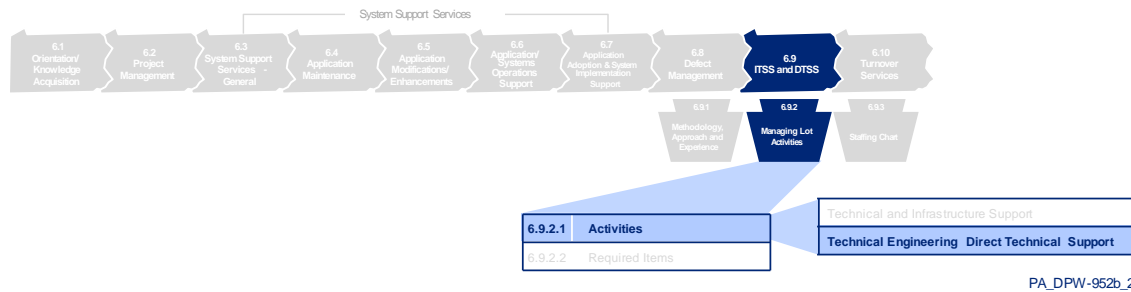 System Support Services
6.1
Orientation/
Knowledge
Acquisition
6.2
Project
Management
6.3
System Support
Services -
General
6.4
Application
Maintenance
6.5
Application
Modifications/
Enhancements
6.6
Application/
Systems
Operations
Support
6.7
Application
Adoption & System
Implementation
Support
6.8
Defect
Management
6.9
ITSS and DTSS
6.10
Turnover
Services
6.9.1
Methodology,
Approach and
Experience
6.9.2
Managing Lot
Activities
6.9.3
Staffing Chart
6.9.2.1 Activities
6.9.2.2 Required Items
Technical and Infrastructure Support
Technical Engineering Direct Technical Support
PA_DPW-952b_2